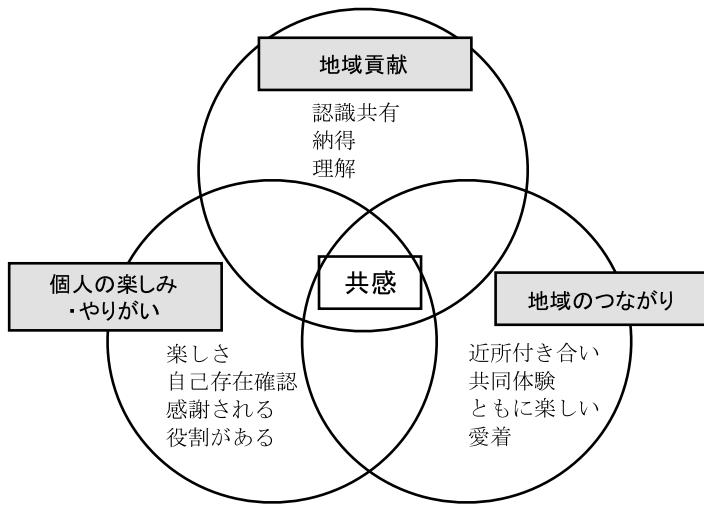 地域貢献
認識共有
納得
理解
共感
個人の楽しみ
・やりがい
楽しさ
自己存在確認
感謝される
役割がある
地域のつながり
近所付き合い
共同体験
ともに楽しい
愛着